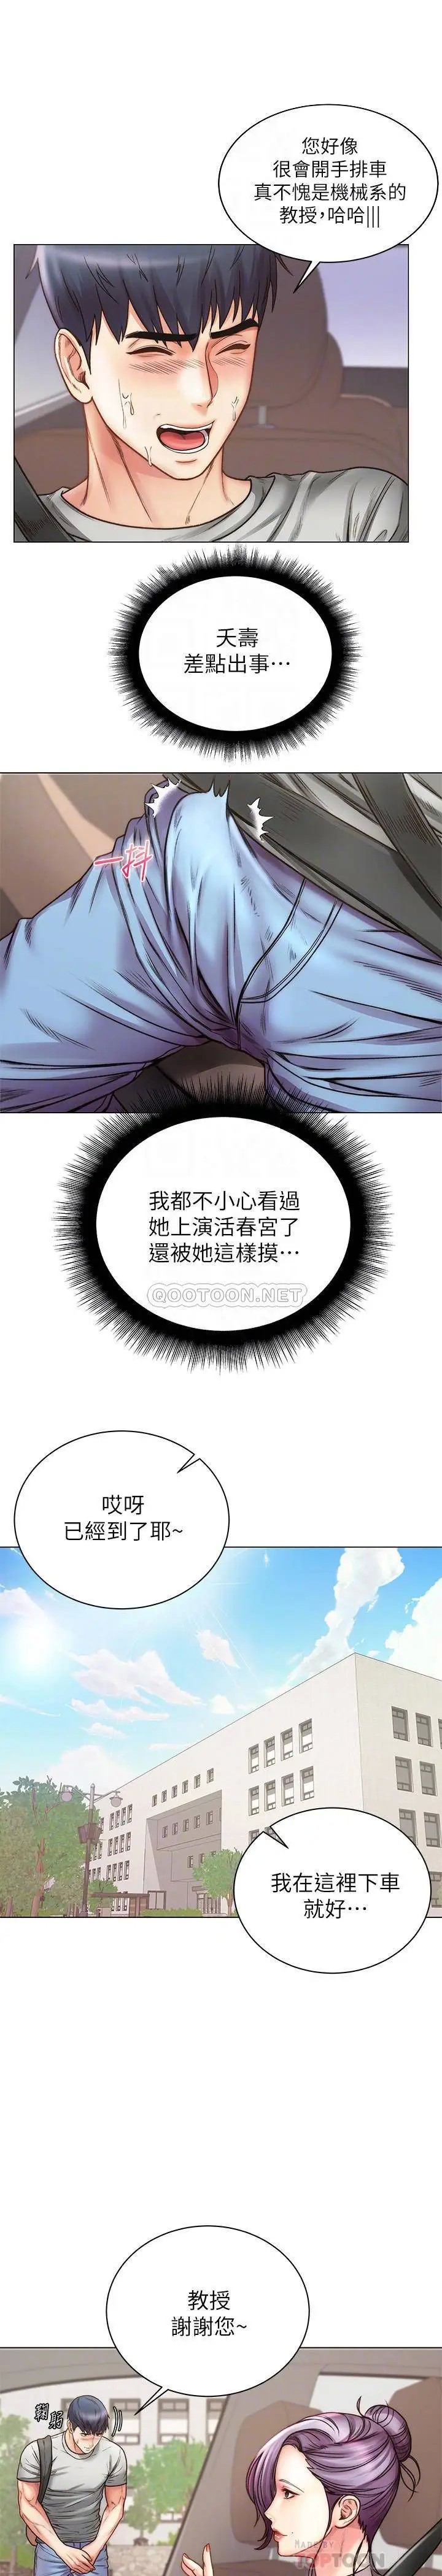 您好像
很會開手排車
真不愧是機械系的
教授，哈哈|||
夭壽
差點出事…
一抖
我都不小心看過
她上演活春宮了
還被她這樣摸…
QOOTOON.NET
哎呀
已經到了耶~
我在這裡下車
就好…
教授
謝謝您~
鞠躬
TOPTOON